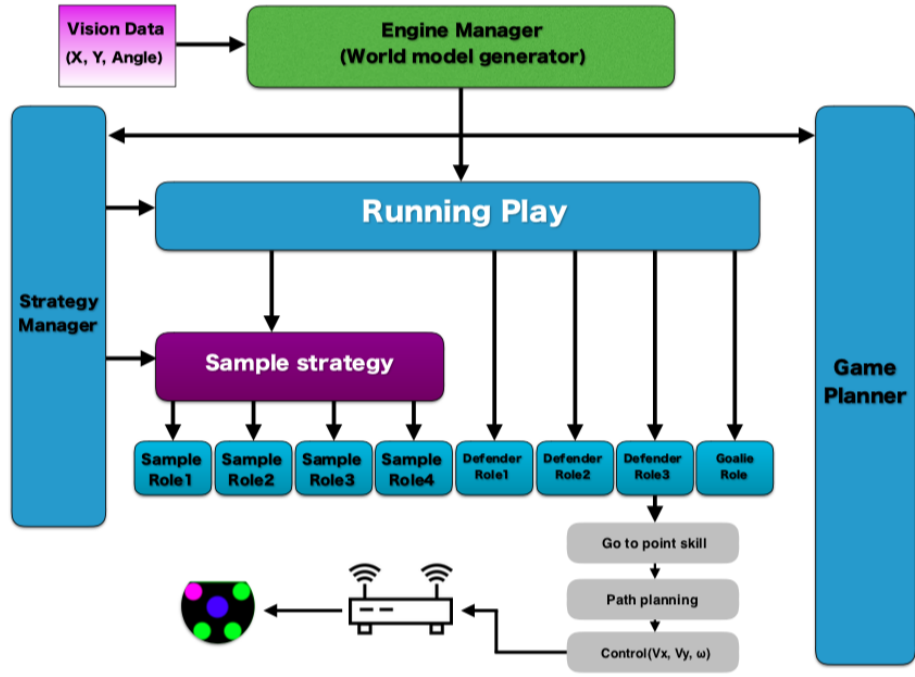 Vision Data
(X, Y, Angle)
Engine Manager
(World model generator)
Running Play
Strategy
Manager
Sample strategy
Game
Planner
Sample
Role1
Sample
Role2
Sample
Role3
Sample
Role4
Defender
Role1
Defender
Role2
Defender
Role3
Goalie
Role
Go to point skill
Path planning
Control(Vx, Vy, ω)